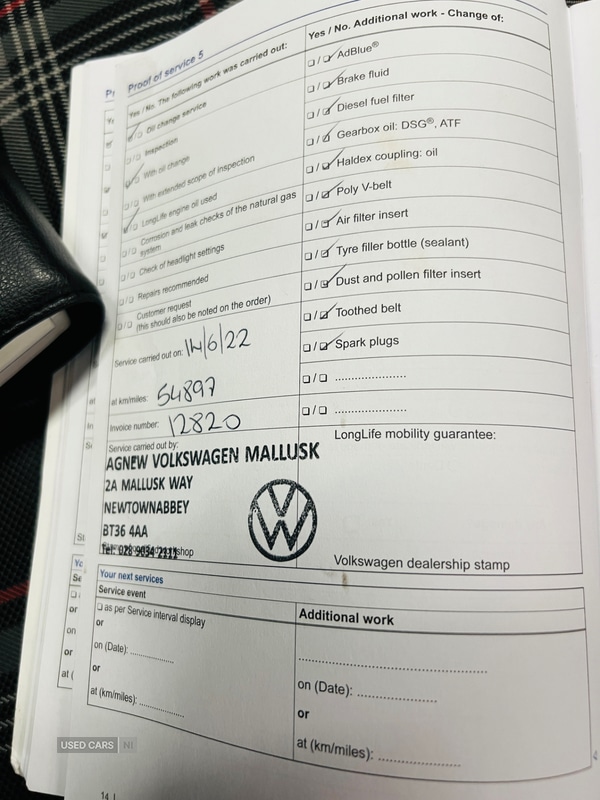 Proof of service 5
Yes / No. The following work was carried out:
Oil change service
Inspection
With oil change
With extended scope of inspection
LongLife engine oil used
Corrosion and leak checks of the natural gas
system
Check of headlight settings
Repairs recommended
Customer request
(this should also be noted on the order)
Service carried out on: 14/6/22
at km/miles: 54897
Invoice number: 12820
Service carried out by:
AGNEW VOLKSWAGEN MALLUSK
2A MALLUSK WAY
NEWTOWNABBEY
BT36 4AA
Tel: 028 9034 2111
Yes / No. Additional work - Change of:
AdBlue®
Brake fluid
Diesel fuel filter
Gearbox oil: DSG®, ATF
Haldex coupling: oil
Poly V-belt
Air filter insert
Tyre filler bottle (sealant)
Dust and pollen filter insert
Toothed belt
Spark plugs
LongLife mobility guarantee:
Volkswagen dealership stamp
Your next services
Service event
as per Service interval display
or
on (Date): ................
or
at (km/miles): ................
Additional work
on (Date): ....................
or
at (km/miles): ....................
14
USED CARS NI